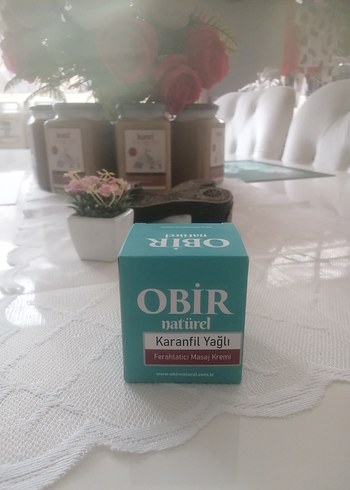 OBİR
natürel
OBİR
natürel
Karanfil Yağlı
Ferahlatıcı Masaj Kremi